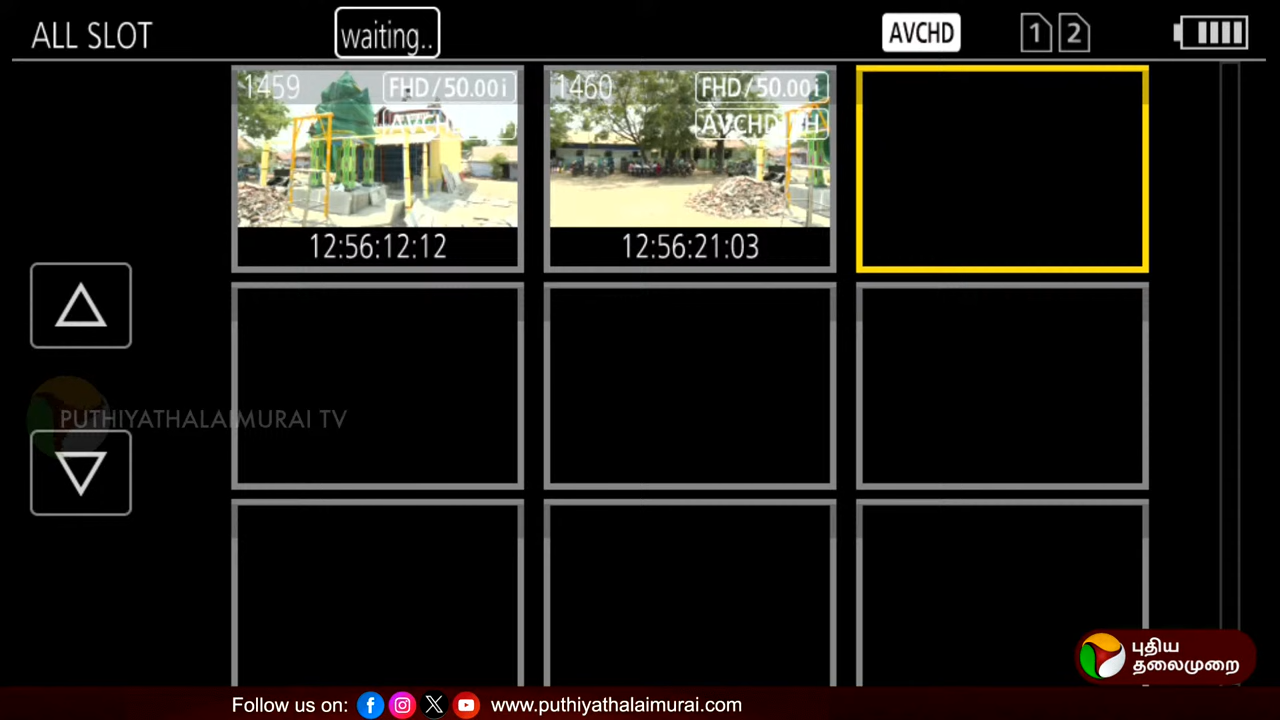 ALL SLOT
waiting..
AVCHD
1 2
1459 FHD/50.00i
1460 FHD/50.00i
12:56:12:12
12:56:21:03
PUTHIYATHALAIMURAI TV
புதிய
தலைமுறை
Follow us on: www.puthiyathalaimurai.com